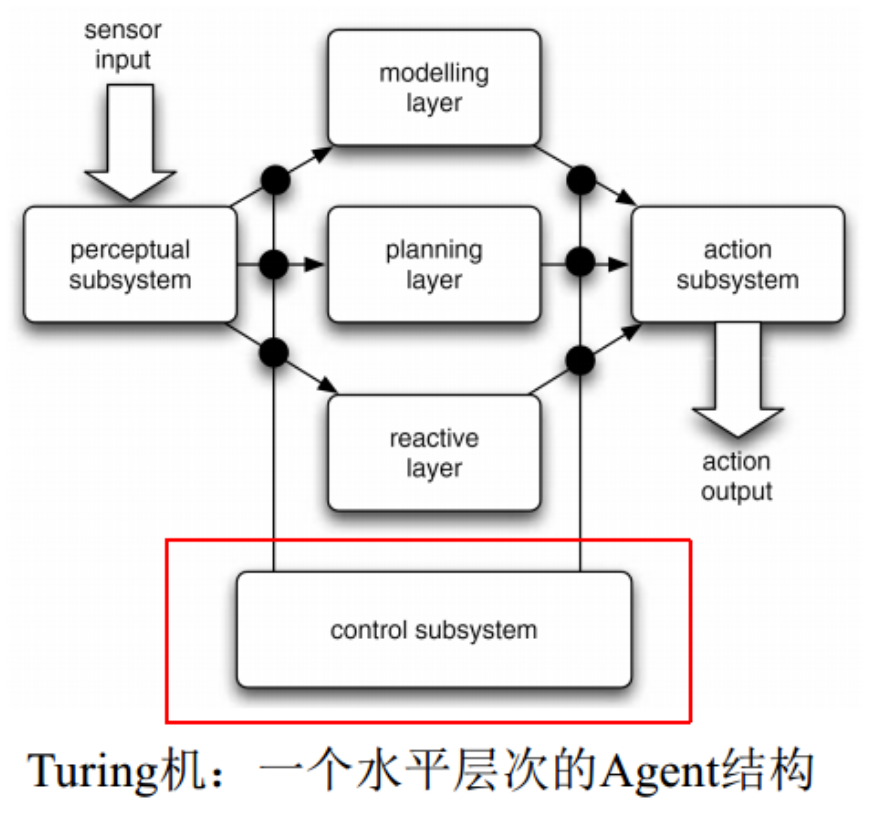 sensor
input
modelling
layer
perceptual
subsystem
planning
layer
action
subsystem
reactive
layer
action
output
control subsystem
Turing机：一个水平层次的Agent结构